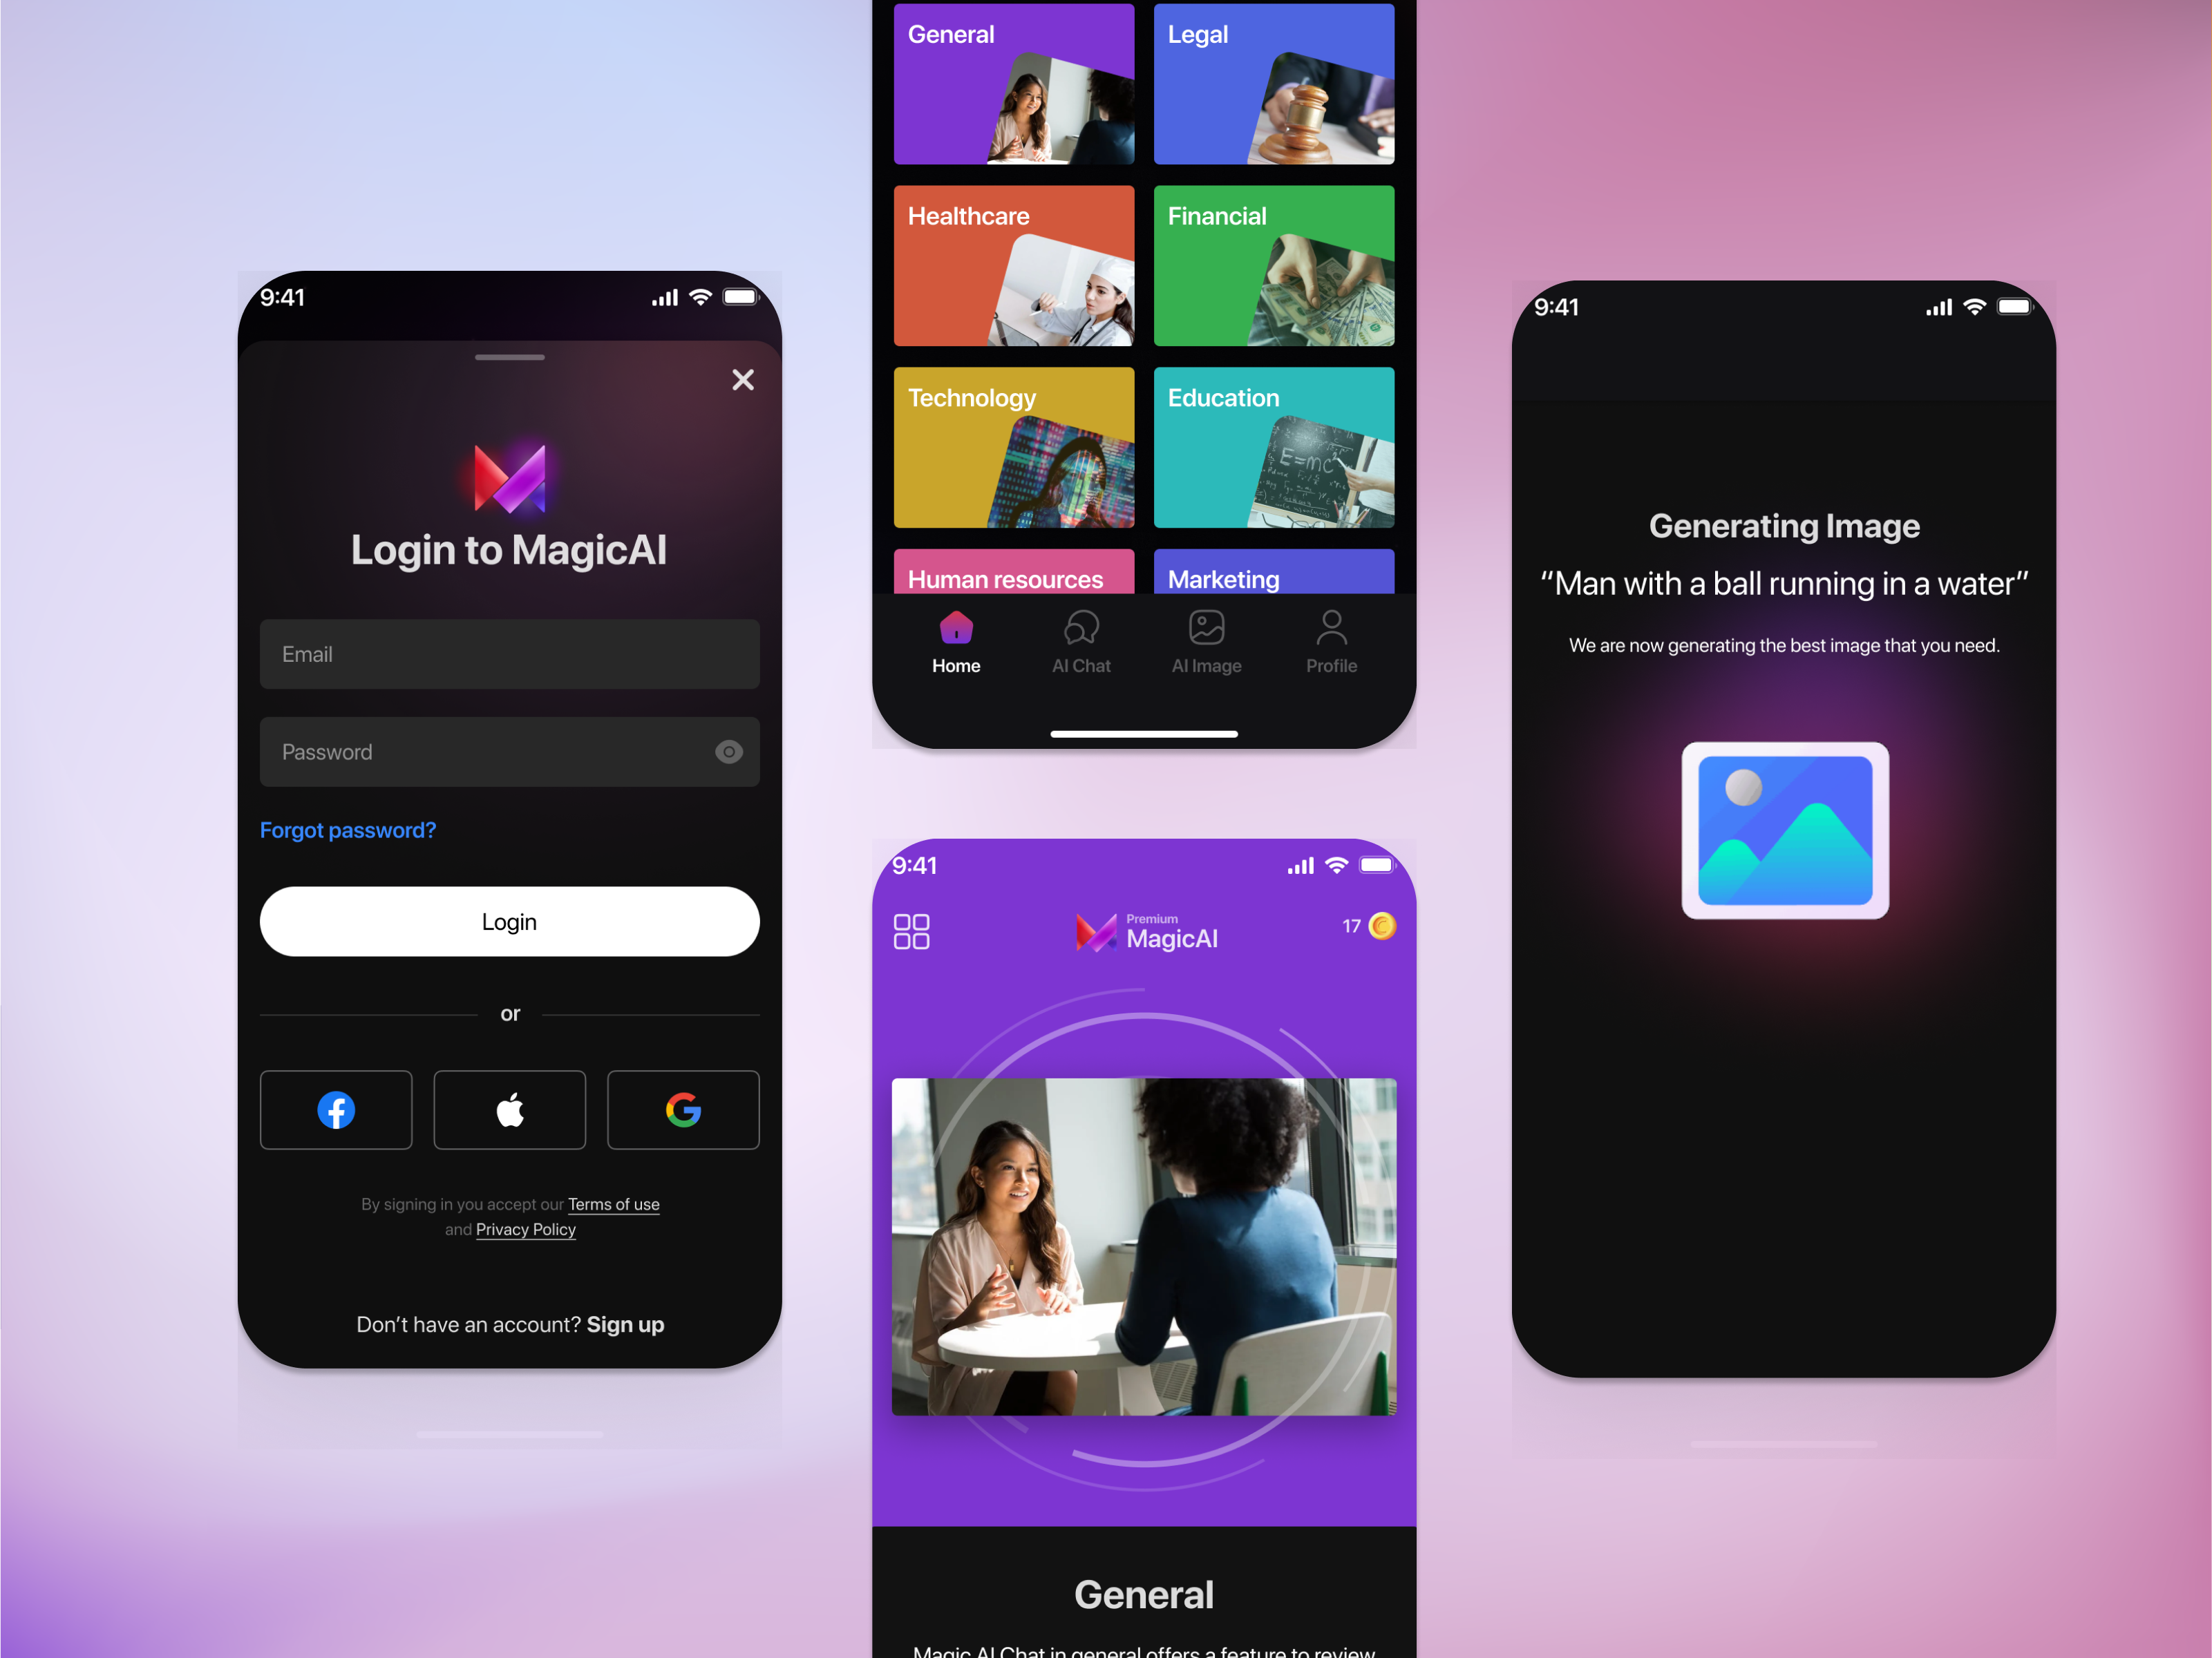 9:41
Login to MagicAI
Email
Password
Forgot password?
Login
or
By signing in you accept our Terms of use
and Privacy Policy
Don't have an account? Sign up
General
Legal
Healthcare
Financial
Technology
Education
E=mc²
Human resources
Marketing
Home
AI Chat
AI Image
Profile
9:41
Premium
MagicAI
17
General
Magic AI Chat in general offers a feature to review
9:41
Generating Image
“Man with a ball running in a water”
We are now generating the best image that you need.